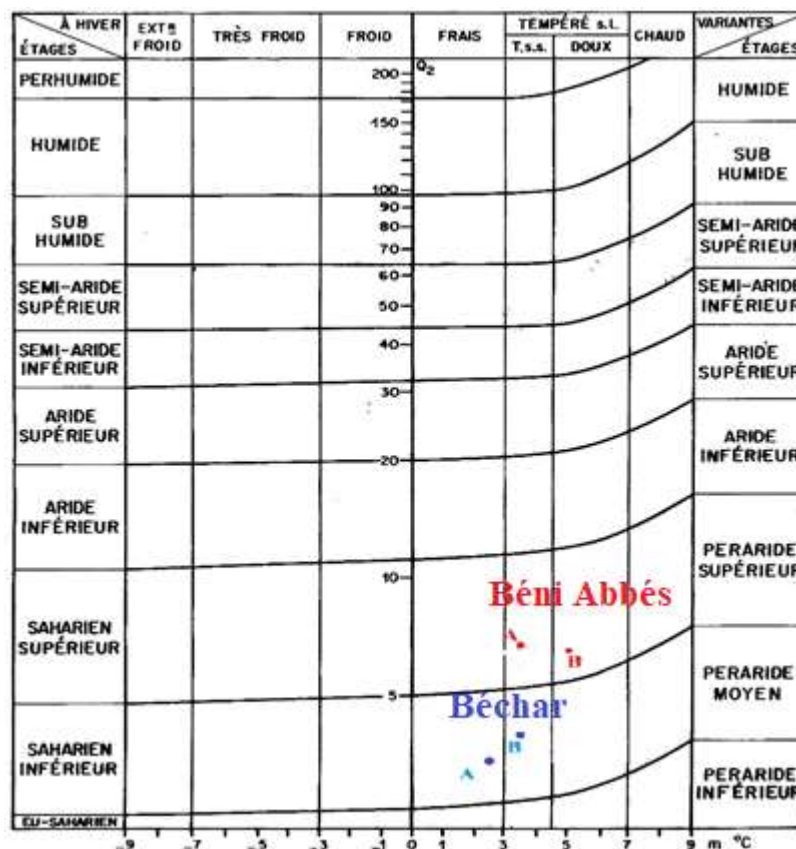 À HIVER
ÉTAGES
EXTᵗ
FROID
TRÈS FROID
FROID
FRAIS
TEMPÉRÉ s.l.
T.s.s.
DOUX
CHAUD
VARIANTES
ÉTAGES
PERHUMIDE
HUMIDE
SUB
HUMIDE
SEMI-ARIDE
SUPÉRIEUR
SEMI-ARIDE
INFÉRIEUR
ARIDE
SUPÉRIEUR
ARIDE
INFÉRIEUR
SAHARIEN
SUPÉRIEUR
SAHARIEN
INFÉRIEUR
EU-SAHARIEN
Q₂
200
150
100
90
80
70
60
50
40
30
20
10
5
Béni Abbés
A
B
Béchar
B
A
HUMIDE
SUB
HUMIDE
SEMI-ARIDE
SUPÉRIEUR
SEMI-ARIDE
INFÉRIEUR
ARIDE
SUPÉRIEUR
ARIDE
INFÉRIEUR
PERARIDE
SUPÉRIEUR
PERARIDE
MOYEN
PERARIDE
INFÉRIEUR
-9 -7 -3 -1 0 1 3 5 7 9 m °C